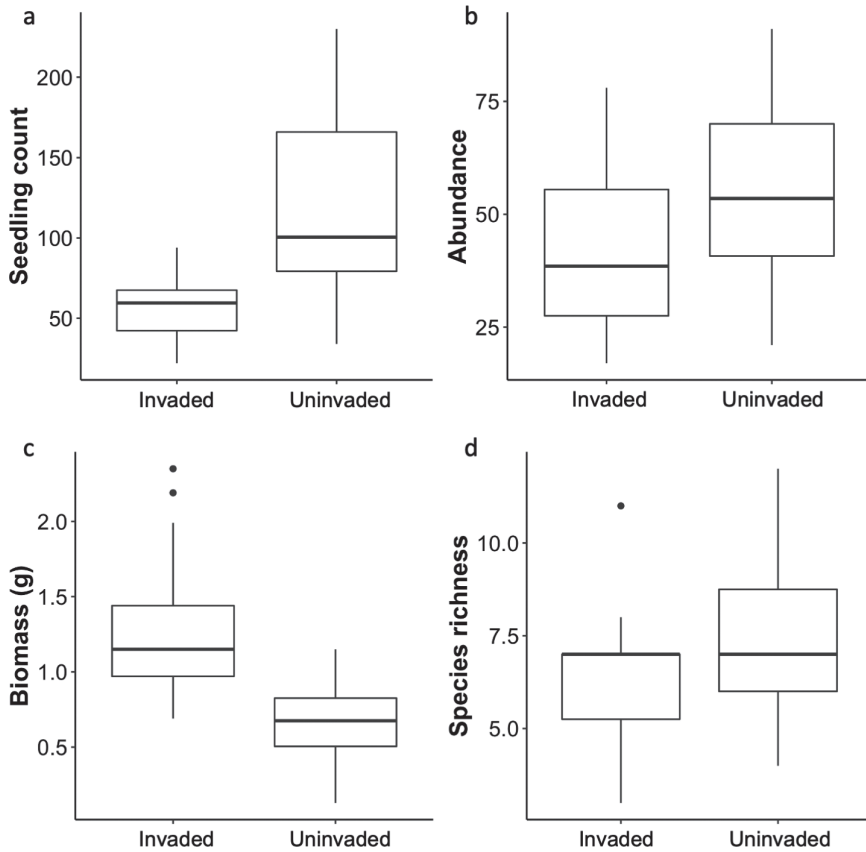 a
Seedling count
200
150
100
50
Invaded
Uninvaded
b
Abundance
75
50
25
Invaded
Uninvaded
c
Biomass (g)
2.0
1.5
1.0
0.5
Invaded
Uninvaded
d
Species richness
10.0
7.5
5.0
Invaded
Uninvaded